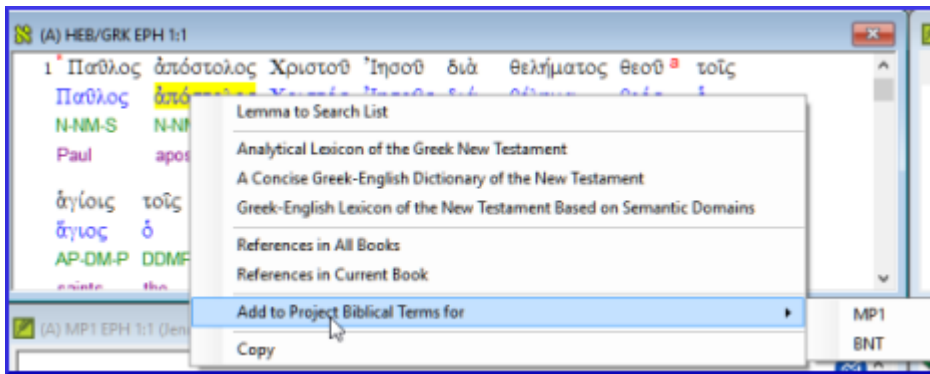 (A) HEB/GRK EPH 1:1
1 * Παῦλος ἀπόστολος Χριστοῦ Ἰησοῦ διὰ θελήματος θεοῦ a τοῖς
Παῦλος
N-NM-S
Paul
ἁγίοις τοῖς
ἅγιος ὁ
AP-DM-P
saints the
Lemma to Search List
Analytical Lexicon of the Greek New Testament
A Concise Greek-English Dictionary of the New Testament
Greek-English Lexicon of the New Testament Based on Semantic Domains
References in All Books
References in Current Book
Add to Project Biblical Terms for
MP1
BNT
Copy
(A) MP1 EPH 1:1